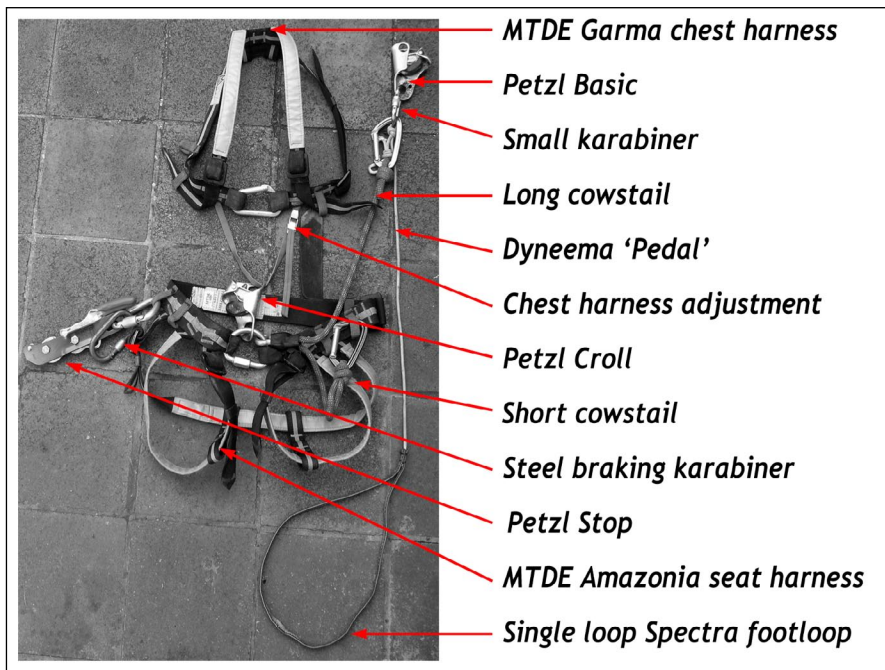 MTDE Garma chest harness
Petzl Basic
Small karabiner
Long cowstail
Dyneema ‘Pedal’
Chest harness adjustment
Petzl Croll
Short cowstail
Steel braking karabiner
Petzl Stop
MTDE Amazonia seat harness
Single loop Spectra footloop